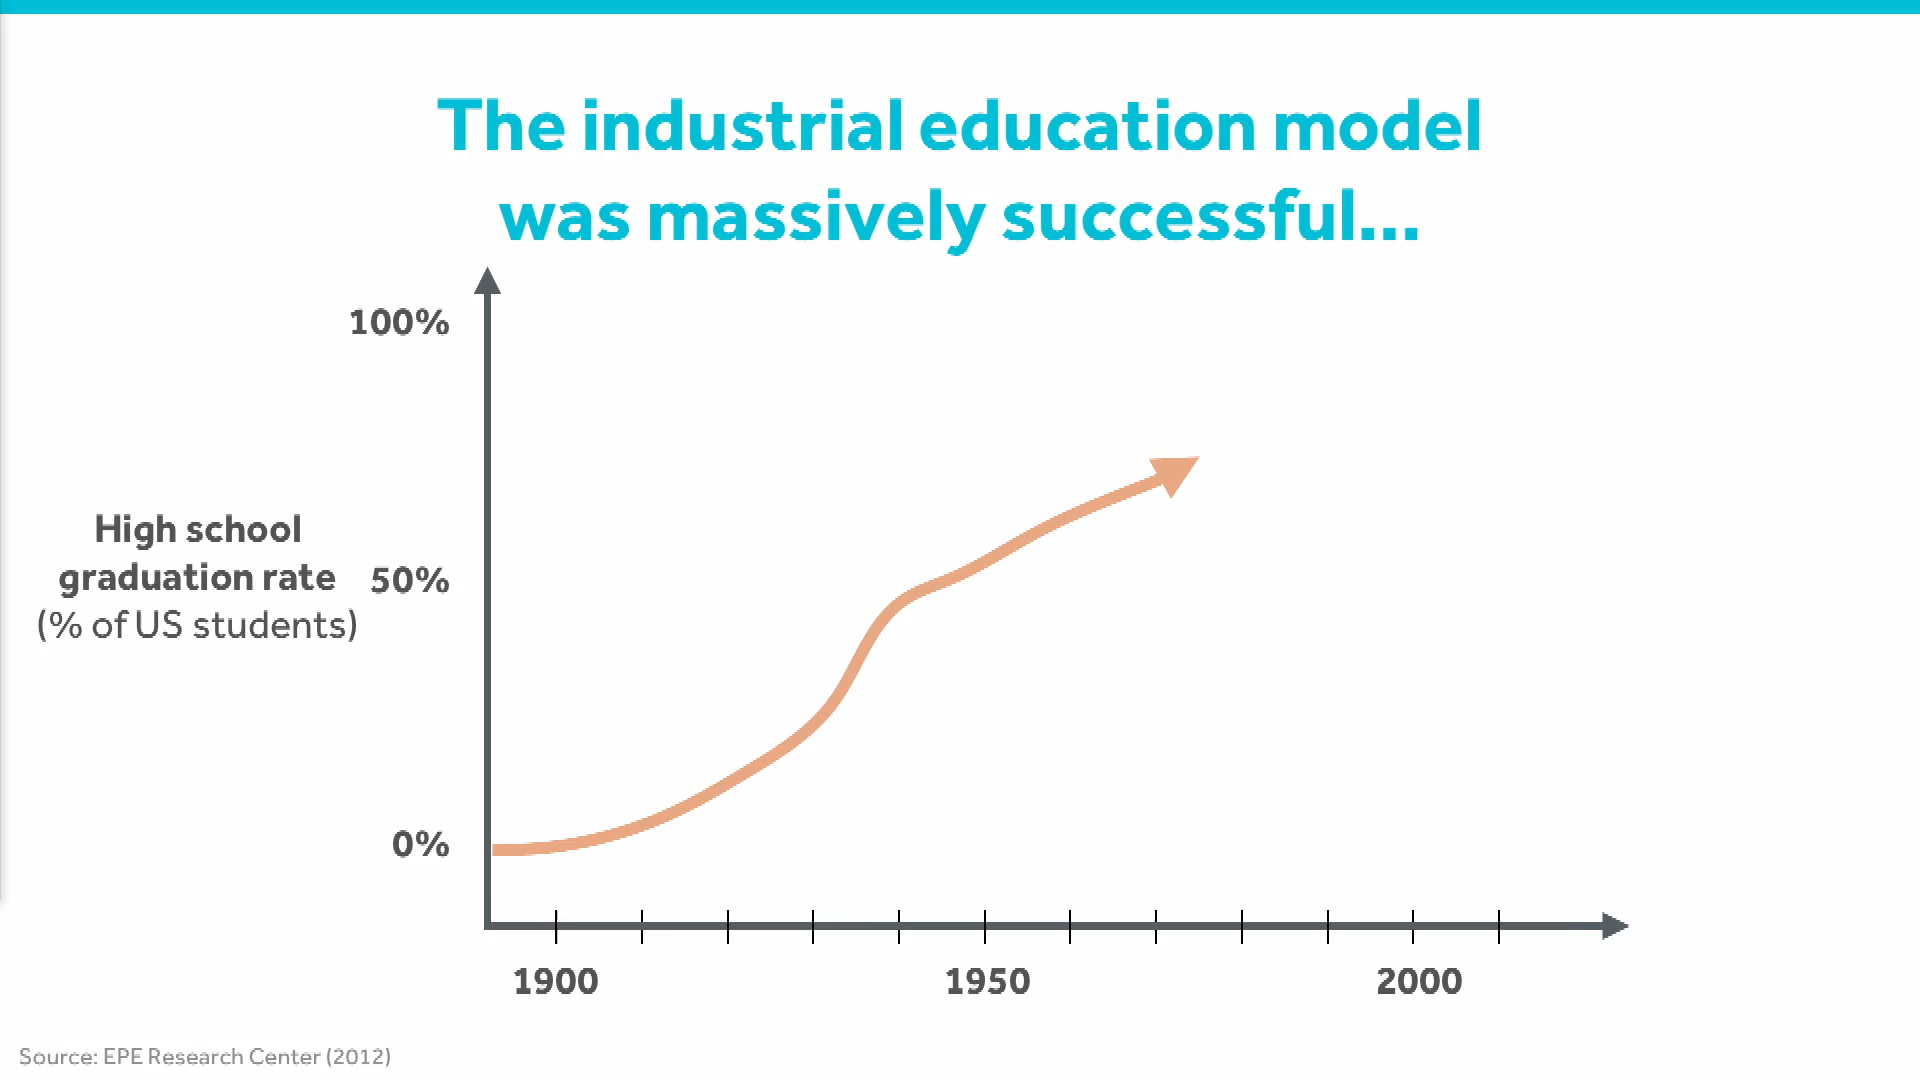 The industrial education model
was massively successful...
100%
High school
graduation rate
(% of US students)
50%
0%
1900
1950
2000
Source: EPE Research Center (2012)